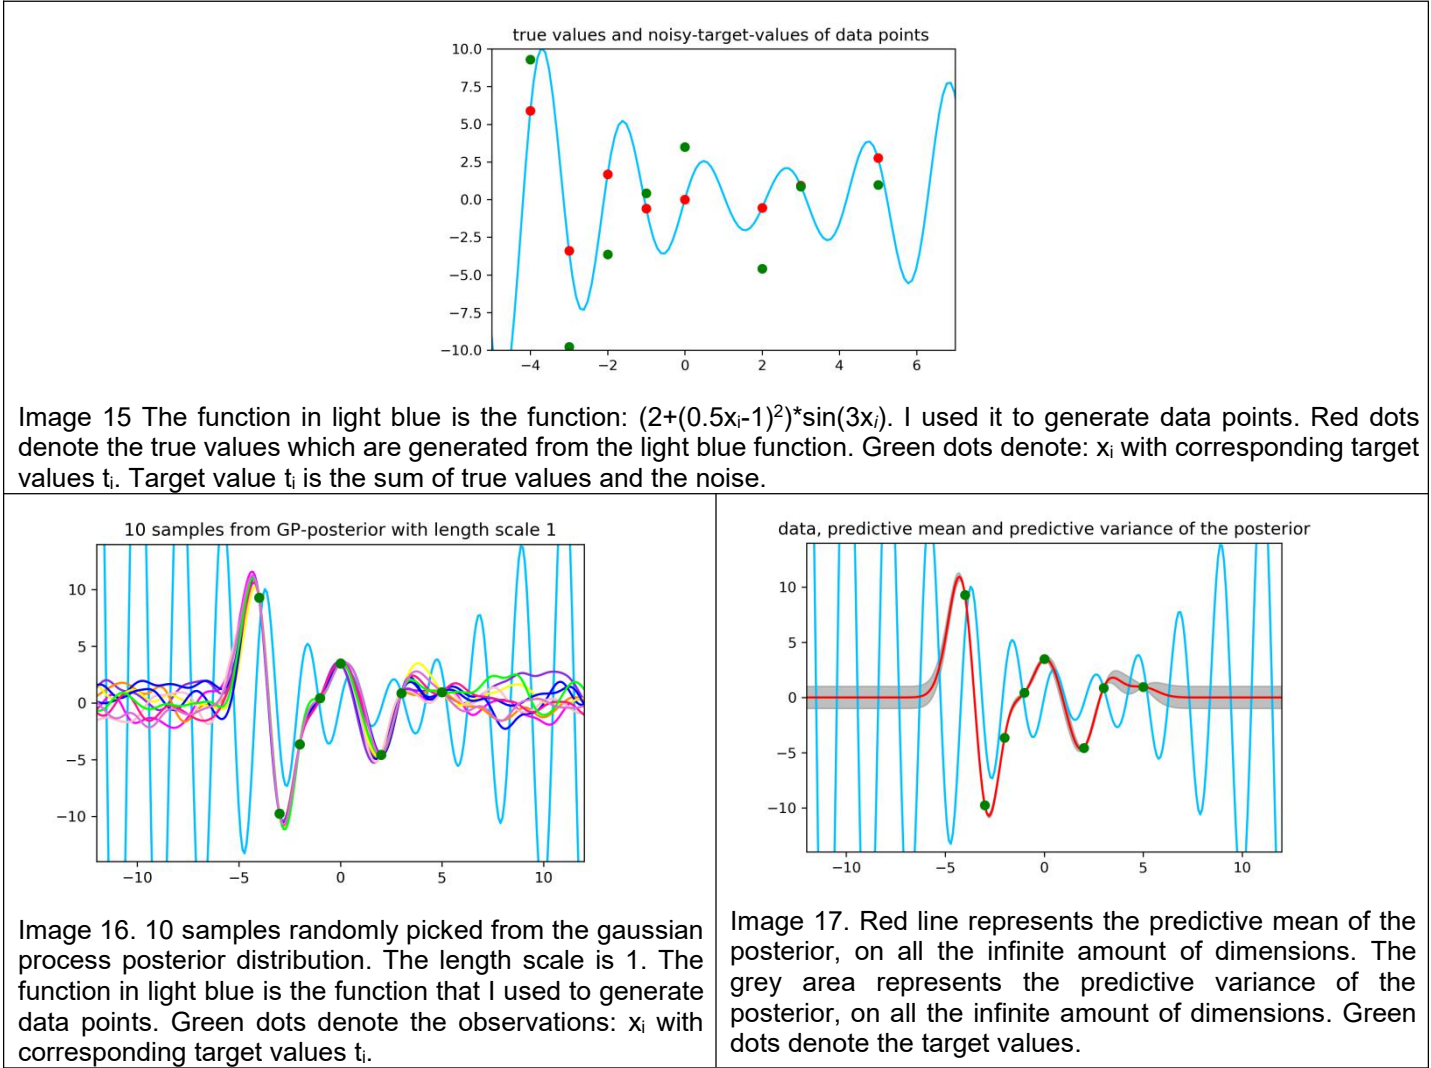 true values and noisy-target-values of data points
10.0
7.5
5.0
2.5
0.0
−2.5
−5.0
−7.5
−10.0
−4 −2 0 2 4 6
Image 15 The function in light blue is the function: (2+(0.5xᵢ-1)²)*sin(3xᵢ). I used it to generate data points. Red dots
denote the true values which are generated from the light blue function. Green dots denote: xᵢ with corresponding target
values tᵢ. Target value tᵢ is the sum of true values and the noise.
10 samples from GP-posterior with length scale 1
10
5
0
−5
−10
−10 −5 0 5 10
Image 16. 10 samples randomly picked from the gaussian
process posterior distribution. The length scale is 1. The
function in light blue is the function that I used to generate
data points. Green dots denote the observations: xᵢ with
corresponding target values tᵢ.
data, predictive mean and predictive variance of the posterior
10
5
0
−5
−10
−10 −5 0 5 10
Image 17. Red line represents the predictive mean of the
posterior, on all the infinite amount of dimensions. The
grey area represents the predictive variance of the
posterior, on all the infinite amount of dimensions. Green
dots denote the target values.